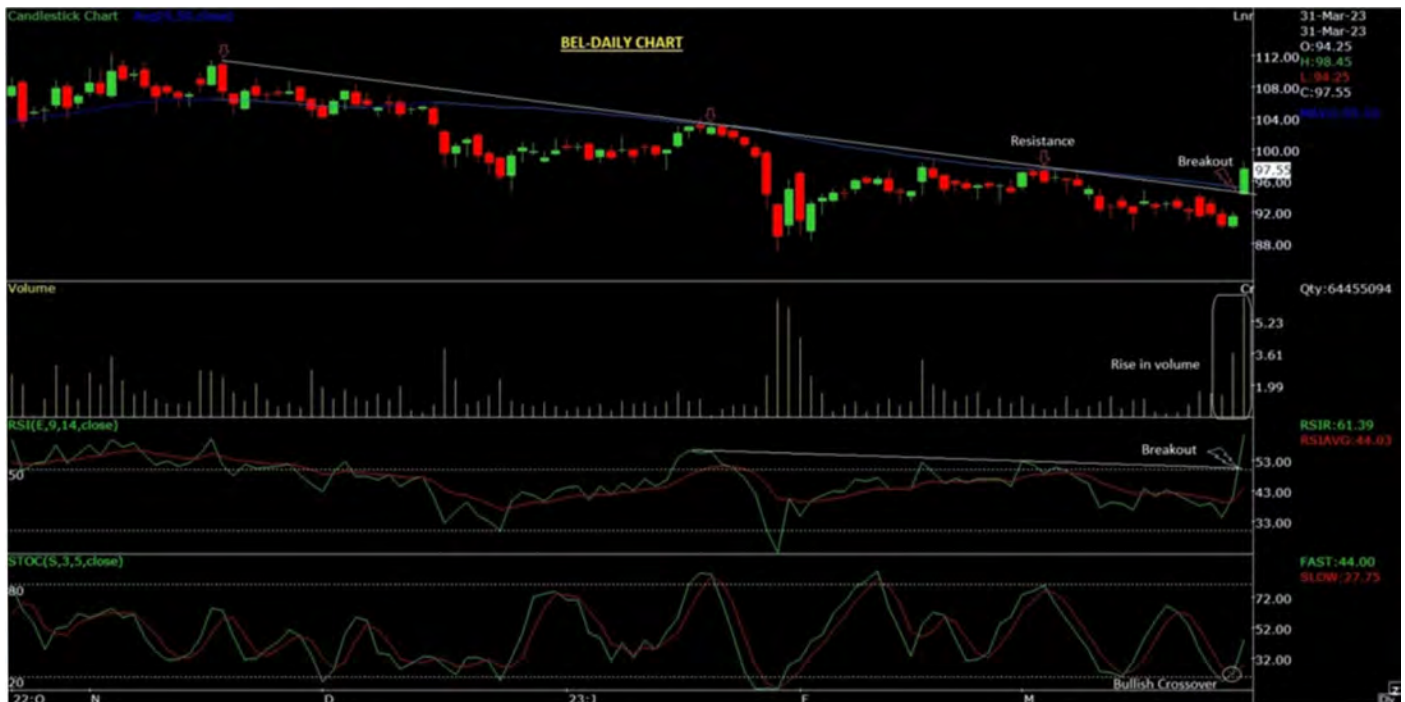 Candlestick Chart
BEL-DAILY CHART
Lnr
31-Mar-23
31-Mar-23
O:94.25
H:98.45
L:94.25
C:97.55
112.00
108.00
104.00
100.00
97.55
96.00
92.00
88.00
Resistance
Breakout
Volume
Cr
Qty:64455094
5.23
3.61
1.99
Rise in volume
RSI(E,9,14,close)
RSIR:61.39
RSIAVG:44.03
Breakout
50
53.00
43.00
33.00
STOC(S,3,5,close)
FAST:44.00
SLOW:27.75
80
72.00
52.00
32.00
20
Bullish Crossover
22:O N D 23:J F M
Z